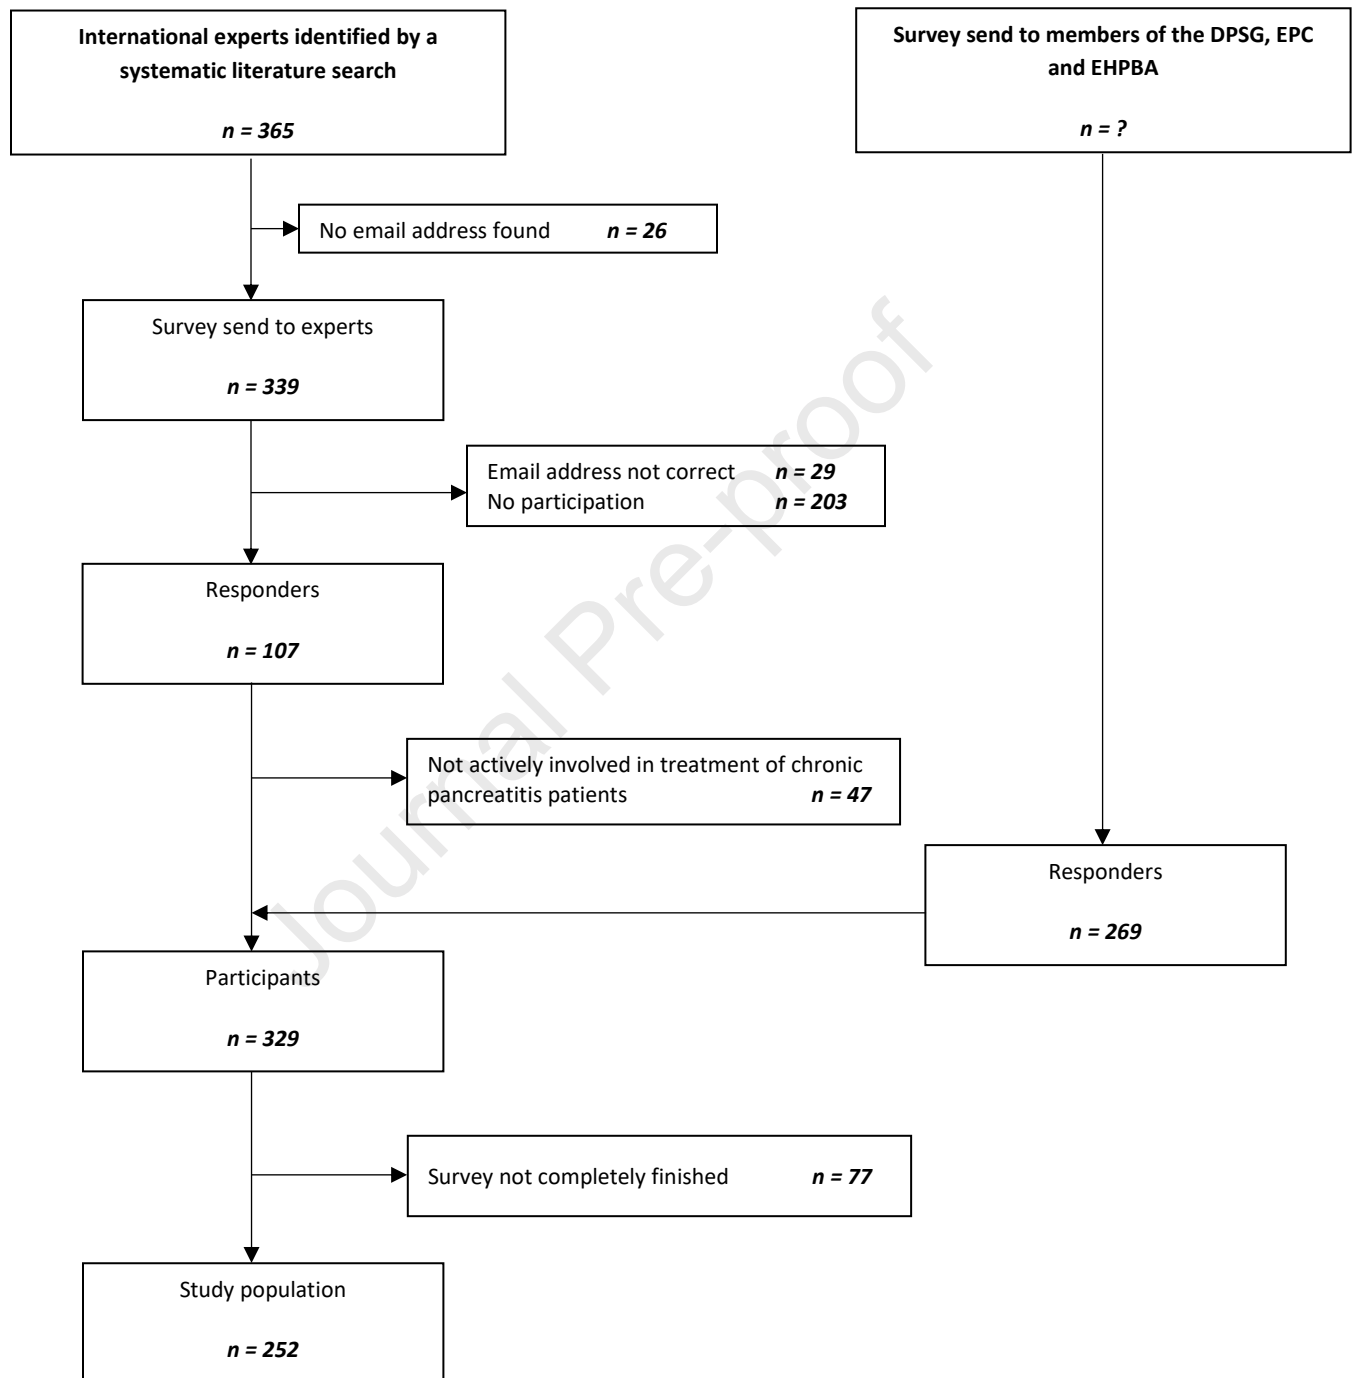 International experts identified by a
systematic literature search
n = 365
Survey send to members of the DPSG, EPC
and EHPBA
n = ?
No email address found n = 26
Survey send to experts
n = 339
Email address not correct n = 29
No participation n = 203
Responders
n = 107
Not actively involved in treatment of chronic
pancreatitis patients n = 47
Responders
n = 269
Participants
n = 329
Survey not completely finished n = 77
Study population
n = 252
Journal Pre-proof